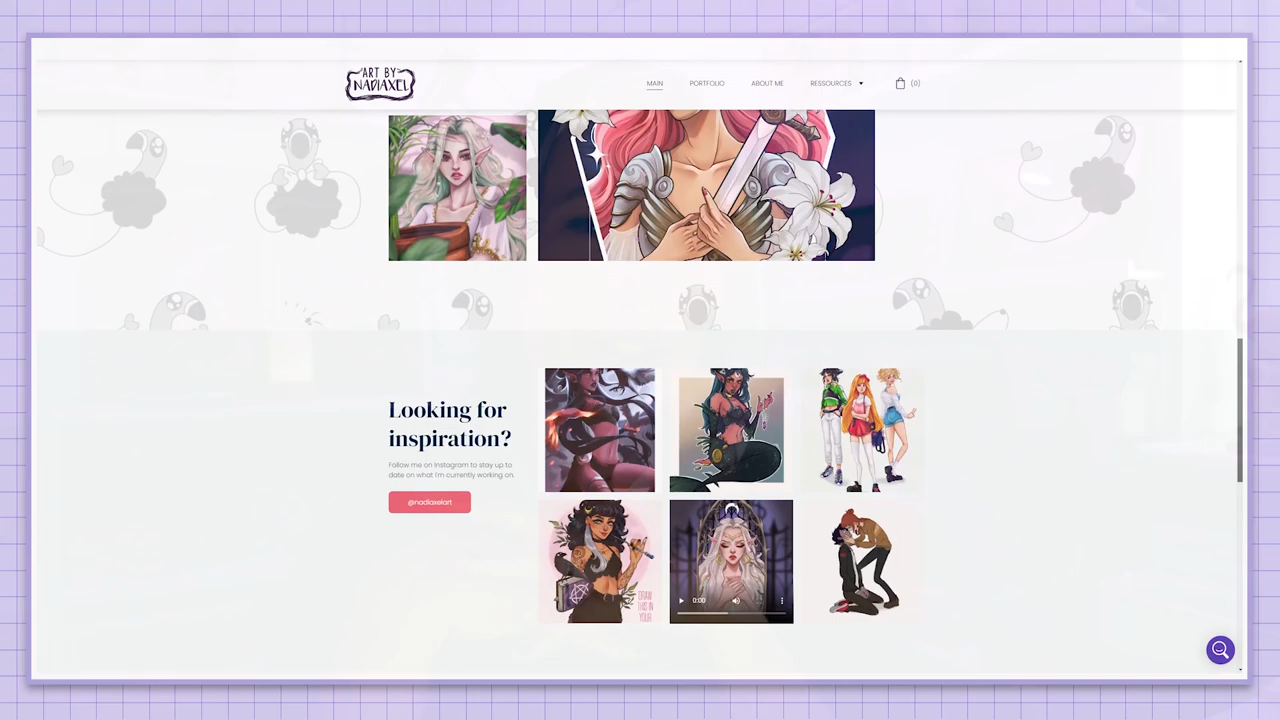 ART BY
NADIAXEL
MAIN
PORTFOLIO
ABOUT ME
RESSOURCES
(0)
Looking for
inspiration?
Follow me on Instagram to stay up to
date on what I'm currently working on.
@nadiaxelart
DRAW
THIS IN
YOUR
0:00